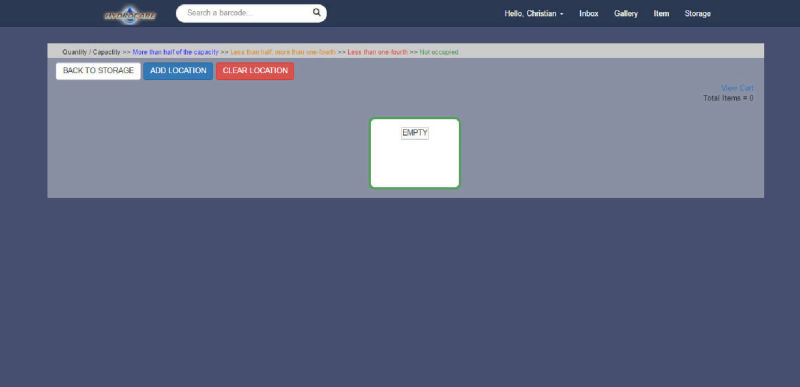 HYDROCARE
Search a barcode...
Hello, Christian
Inbox
Gallery
Item
Storage
Quantity / Capacity >> More than half of the capacity >> Less than half, more than one-fourth >> Less than one-fourth >> Not occupied
BACK TO STORAGE
ADD LOCATION
CLEAR LOCATION
View Cart
Total Items = 0
EMPTY